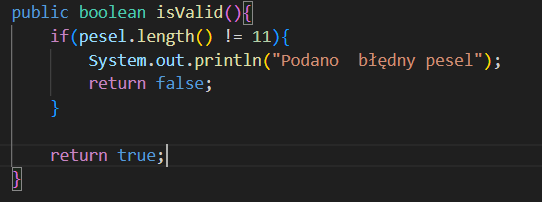 public boolean isValid(){
if(pesel.length() != 11){
System.out.println("Podano  błędny pesel");
return false;
}
return true;
}